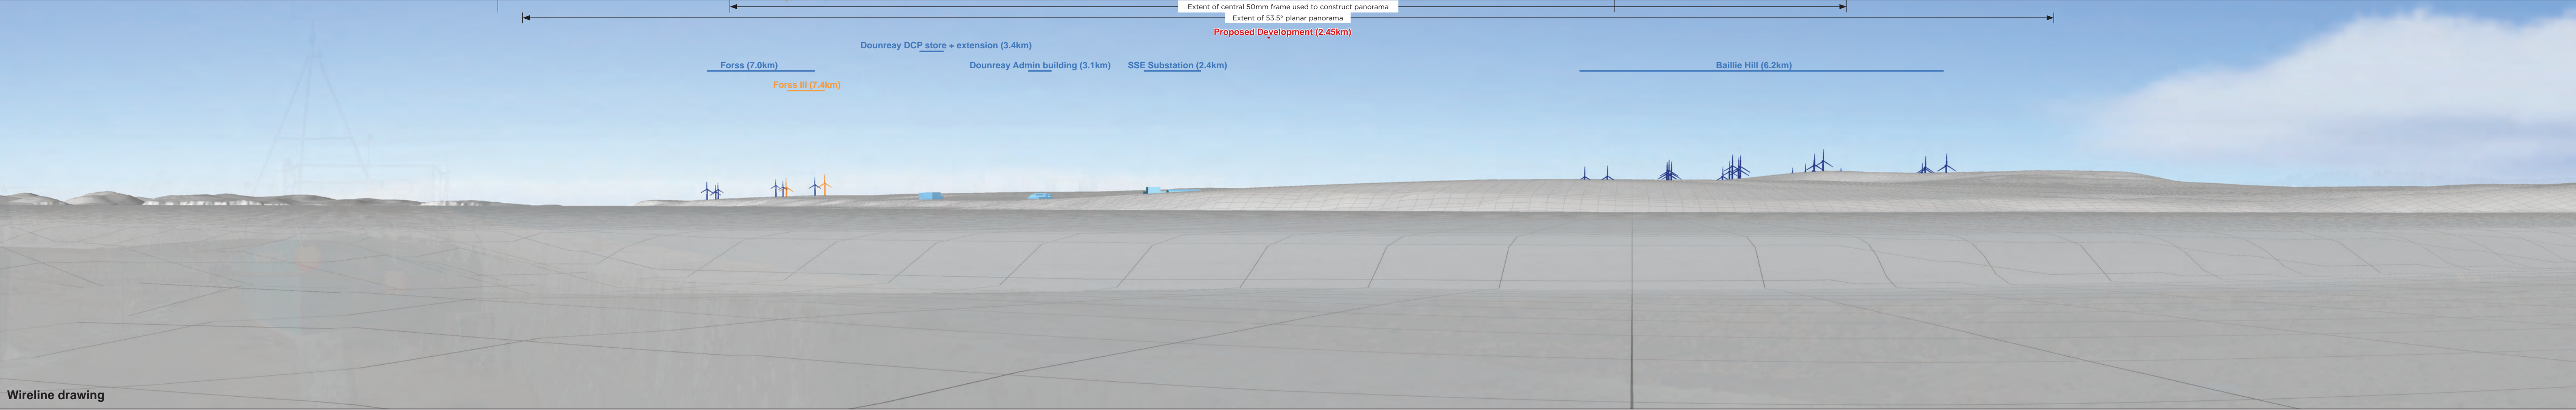 Extent of central 50mm frame used to construct panorama
Extent of 53.5° planar panorama
Proposed Development (2.45km)
Dounreay DCP store + extension (3.4km)
Forss (7.0km)
Dounreay Admin building (3.1km)
SSE Substation (2.4km)
Baillie Hill (6.2km)
Forss III (7.4km)
Wireline drawing